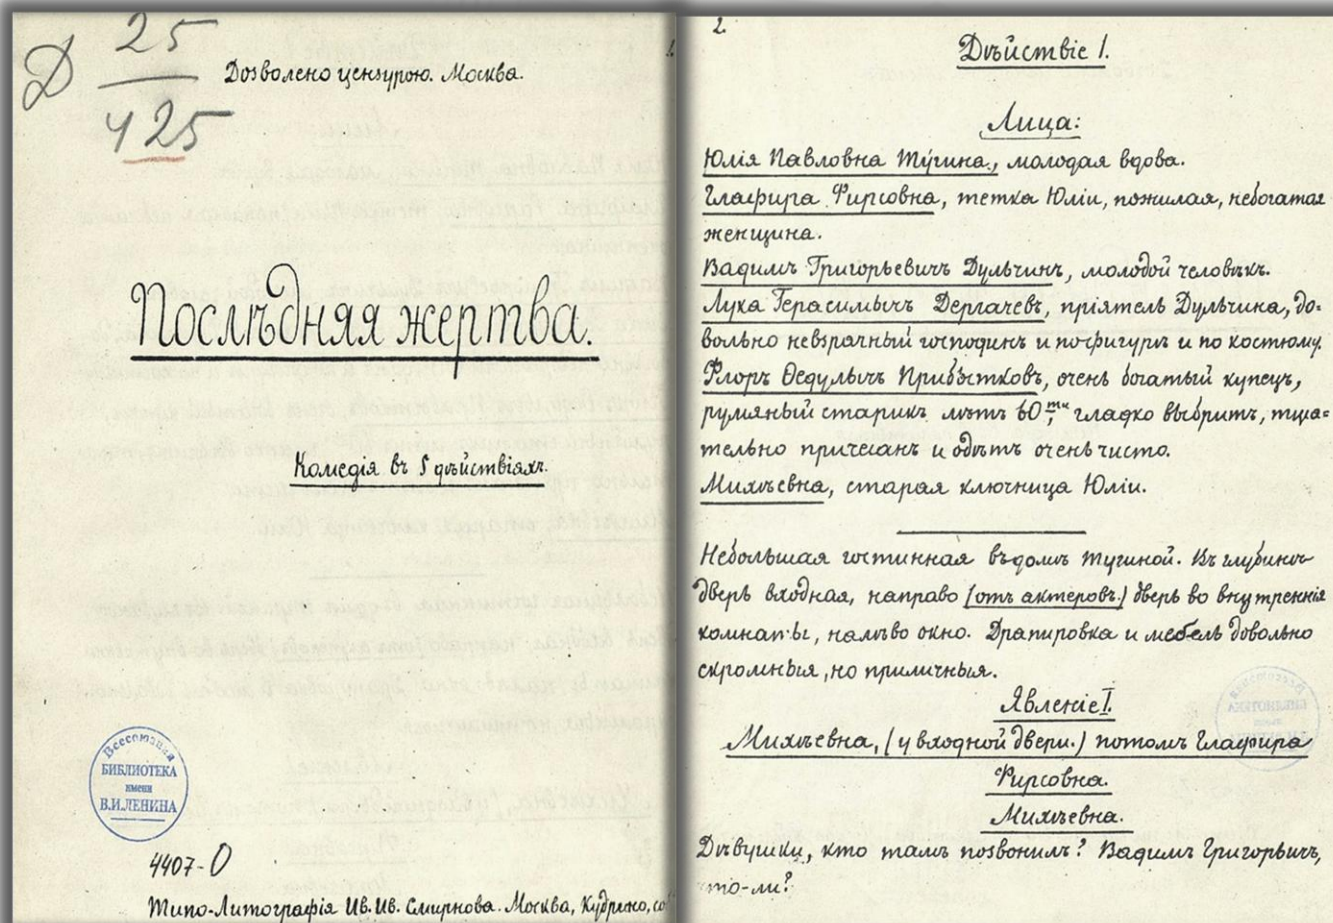 Д 25
425
1.
Дозволено цензурою. Москва.
Послѣдняя жертва.
Комедія въ 5 дѣйствіяхъ.
Всесоюзная
БИБЛИОТЕКА
имени
В.И.ЛЕНИНА
4407-0
Типо-Литографія Ив. Ив. Смирнова. Москва, Кудрино, со
2.
Дѣйствіе 1.
Лица:
Юлія Павловна Тугина, молодая вдова.
Глафира Фирсовна, тетка Юліи, пожилая, небогатая
женщина.
Вадимъ Григорьевичъ Дульчинъ, молодой человѣкъ.
Лука Герасимычъ Дергачевъ, пріятель Дульчина, до-
вольно невзрачный господинъ и по фигурѣ и по костюму.
Флоръ Ѳедулычъ Прибытковъ, очень богатый купецъ,
румяный старикъ лѣтъ 60ти, гладко выбритъ, тща-
тельно причесанъ и одѣтъ очень чисто.
Михѣевна, старая ключница Юліи.
Небольшая гостинная въ домѣ Тугиной. Въ глубинѣ
дверь входная, направо (отъ актеровъ.) дверь во внутреннія
комнаты, налѣво окно. Драпировка и мебель довольно
скромныя, но приличныя.
Явленіе I.
Михѣевна, (у входной двери.) потомъ Глафира
Фирсовна.
Михѣевна.
Дѣвушки, кто тамъ позвонилъ? Вадимъ Григорьичъ,
что-ли?